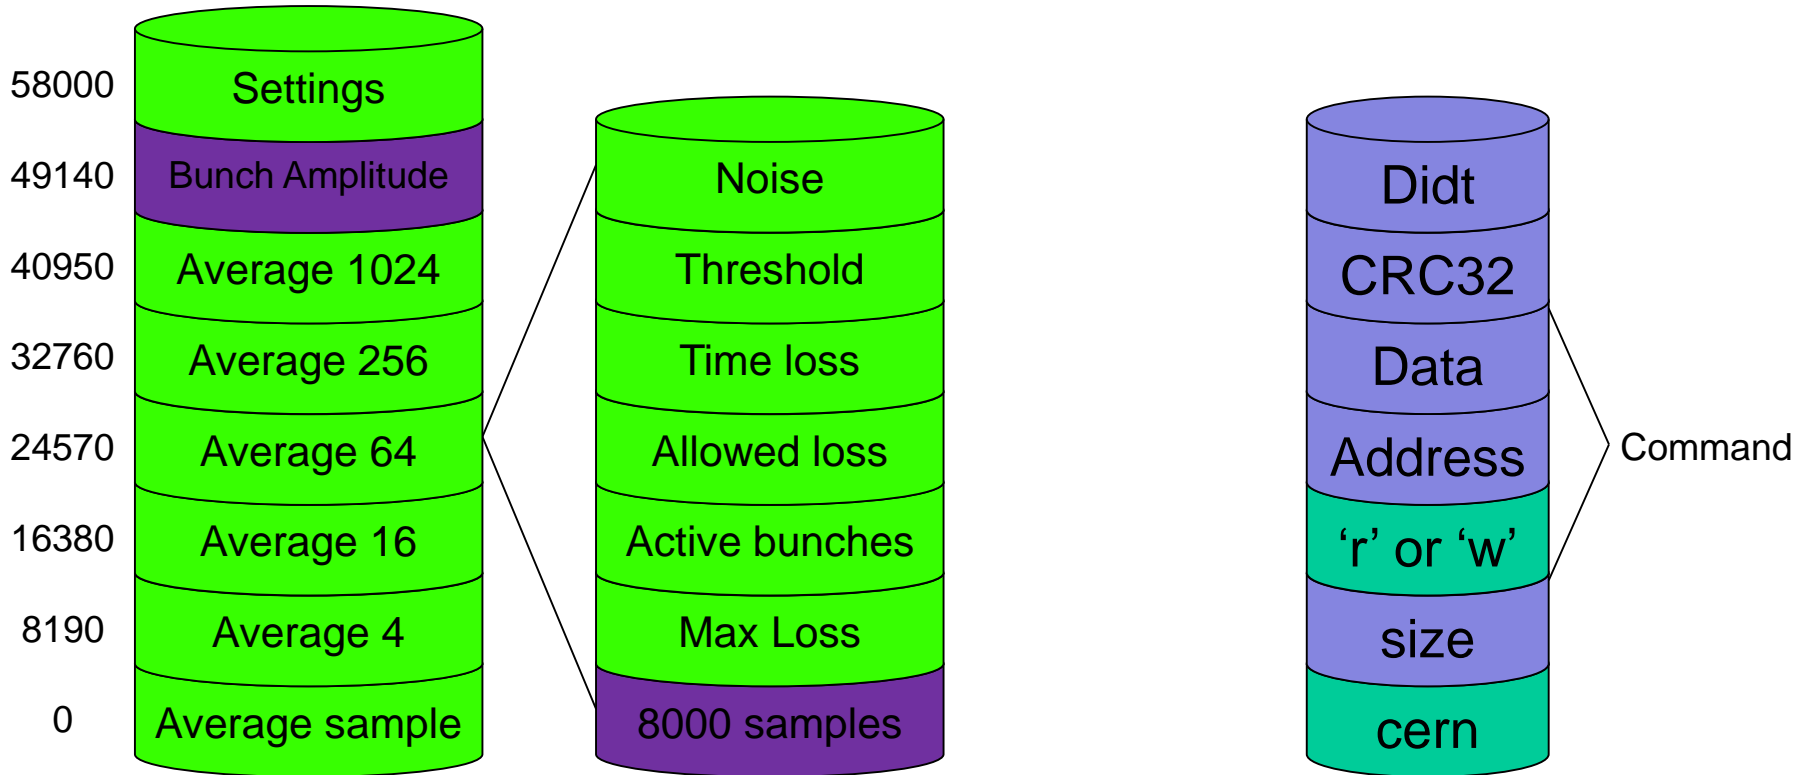 58000
Settings
49140
Bunch Amplitude
40950
Average 1024
32760
Average 256
24570
Average 64
16380
Average 16
8190
Average 4
0
Average sample
Noise
Threshold
Time loss
Allowed loss
Active bunches
Max Loss
8000 samples
Didt
CRC32
Data
Address
‘r’ or ‘w’
size
cern
Command